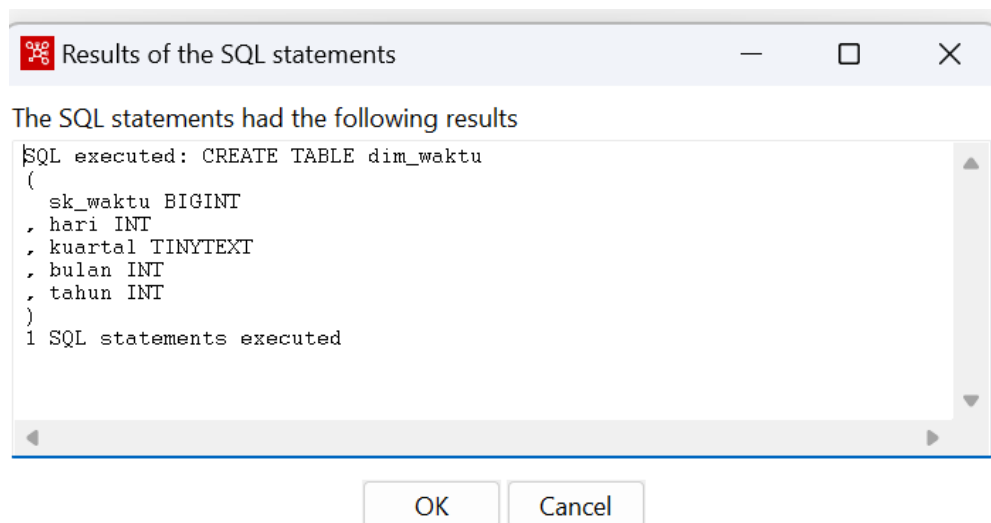 Results of the SQL statements
The SQL statements had the following results
SQL executed: CREATE TABLE dim_waktu
(
  sk_waktu BIGINT
, hari INT
, kuartal TINYTEXT
, bulan INT
, tahun INT
)
1 SQL statements executed
OK Cancel